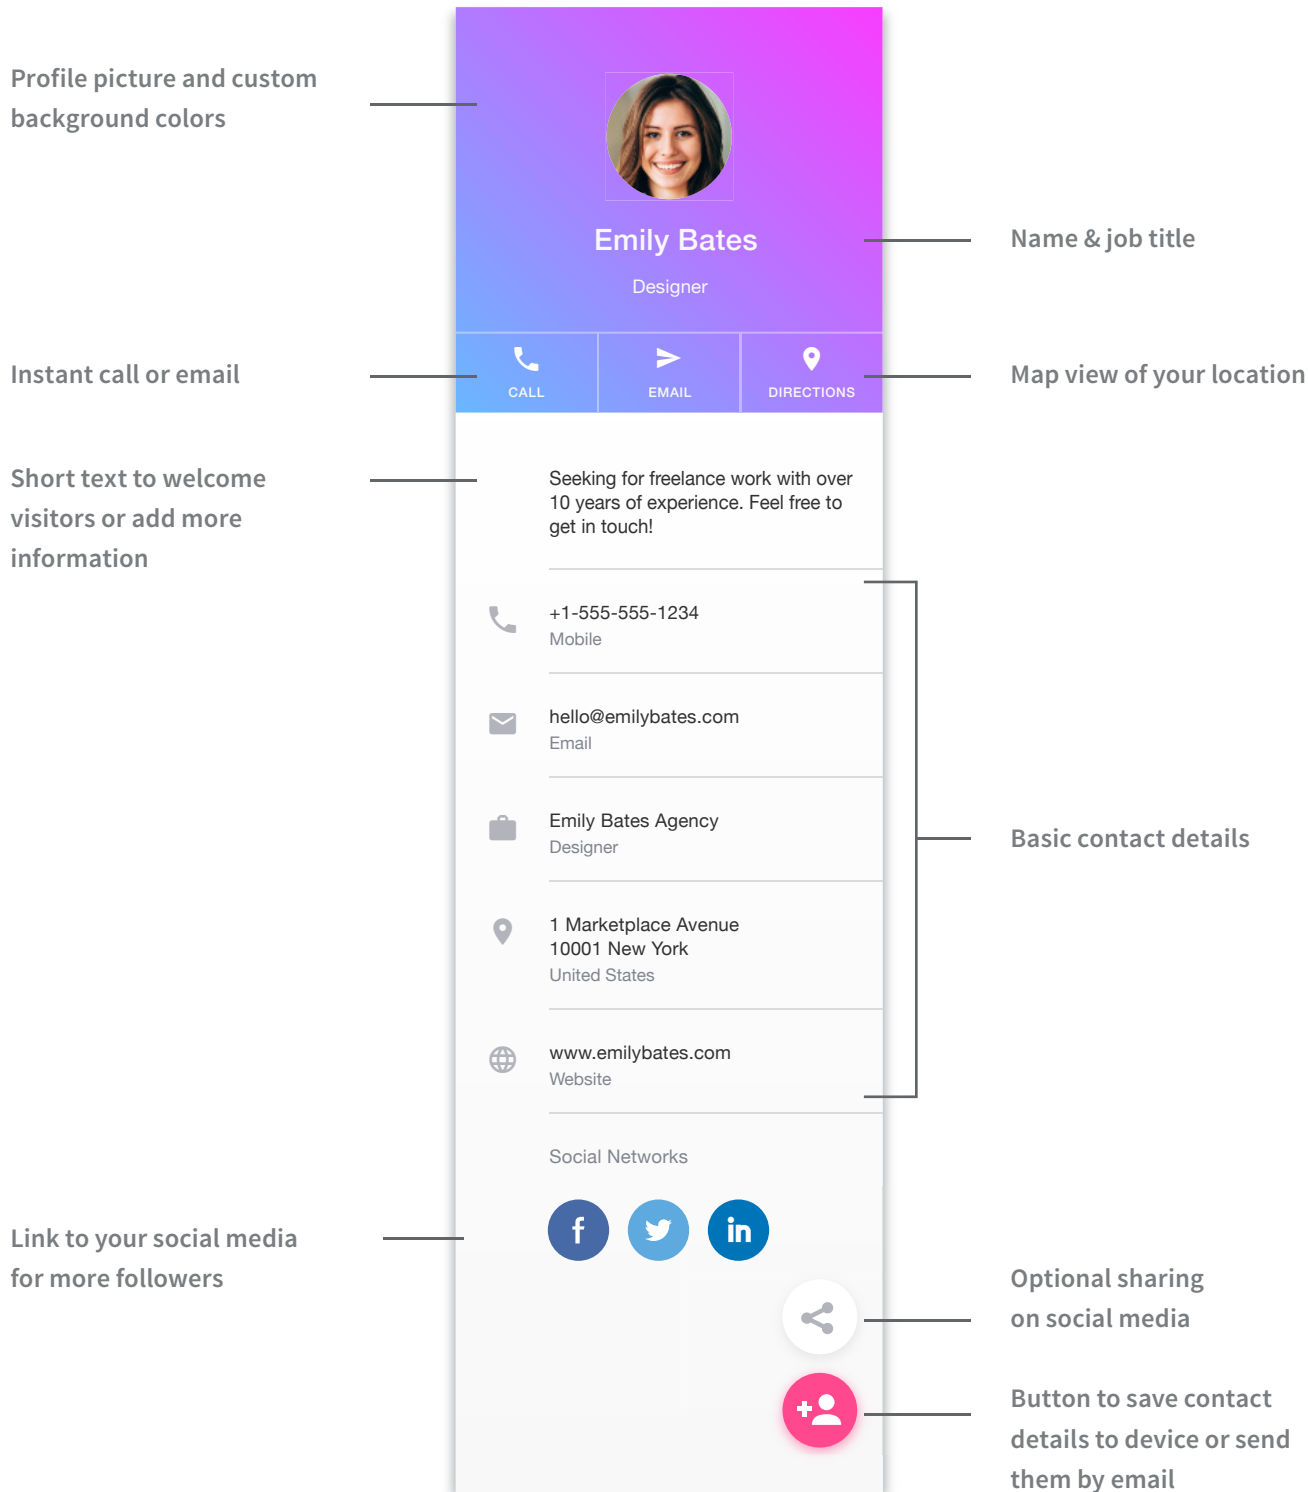 Profile picture and custom
background colors
Emily Bates
Designer
Name & job title
Instant call or email
CALL
EMAIL
DIRECTIONS
Map view of your location
Short text to welcome
visitors or add more
information
Seeking for freelance work with over
10 years of experience. Feel free to
get in touch!
+1-555-555-1234
Mobile
hello@emilybates.com
Email
Emily Bates Agency
Designer
Basic contact details
1 Marketplace Avenue
10001 New York
United States
www.emilybates.com
Website
Social Networks
Link to your social media
for more followers
f
in
Optional sharing
on social media
Button to save contact
details to device or send
them by email